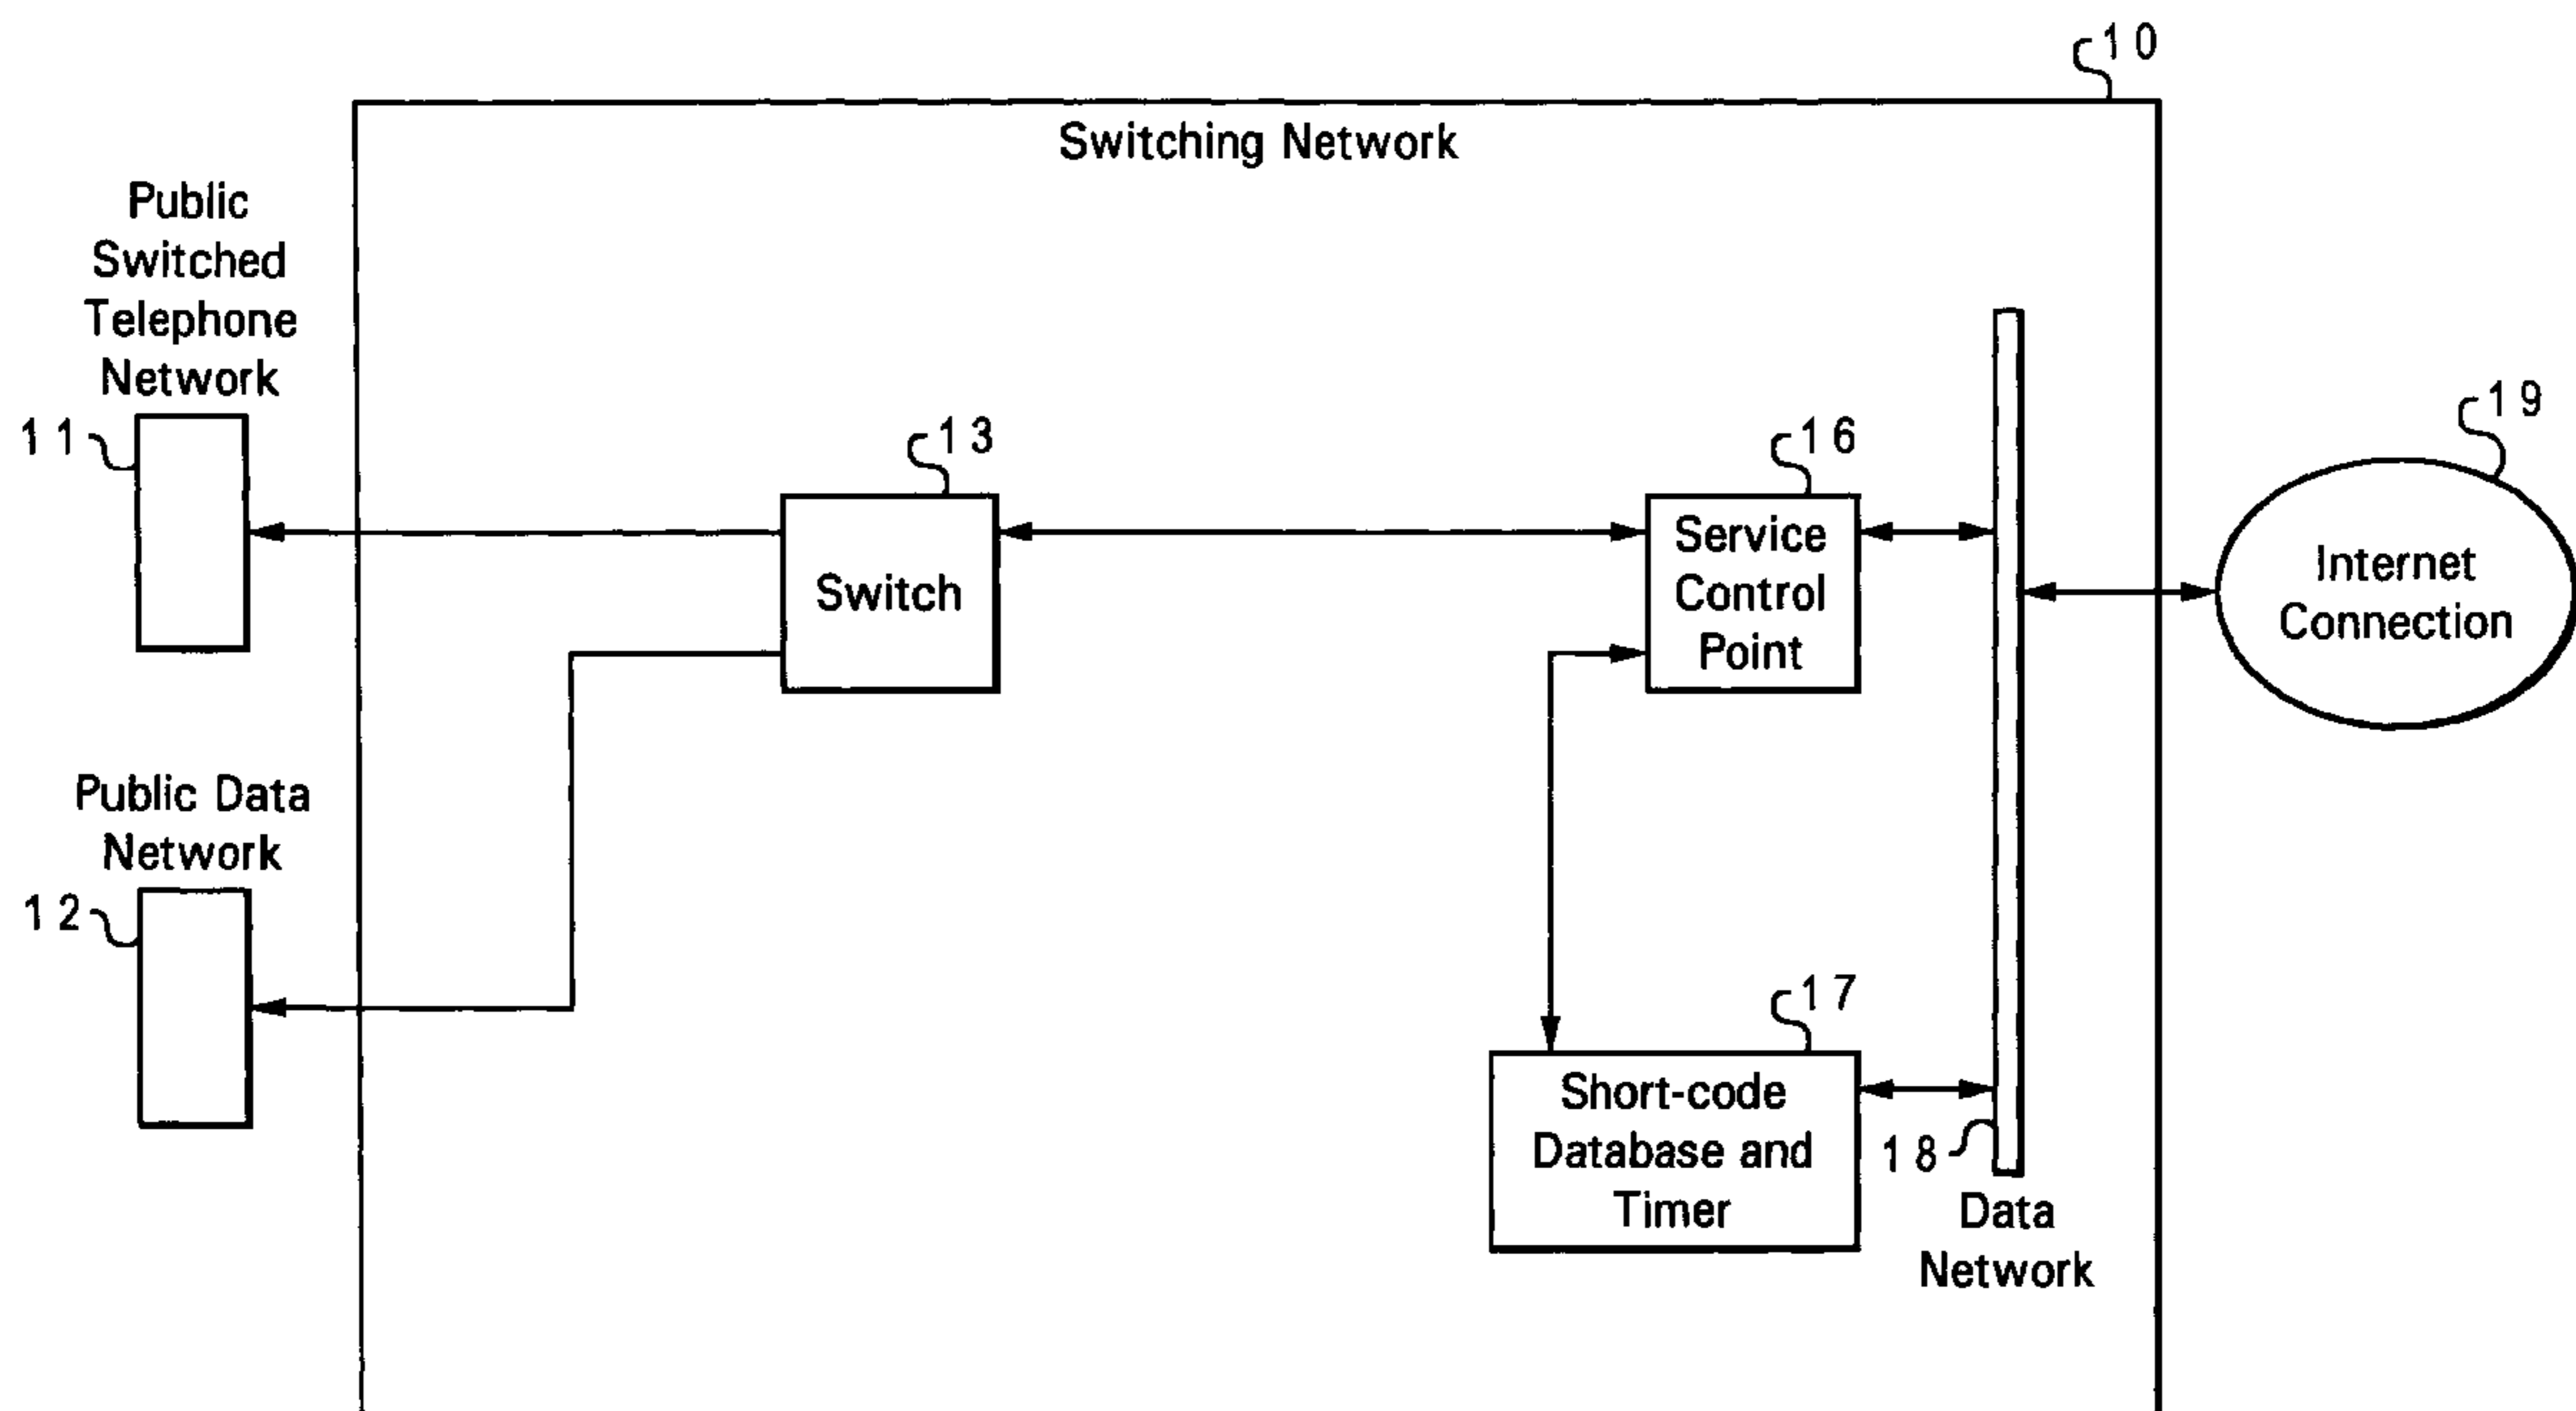 10
Switching Network
Public
Switched
Telephone
Network
11
13
Switch
16
Service
Control
Point
19
Internet
Connection
Public Data
Network
12
17
Short-code
Database and
Timer
18
Data
Network